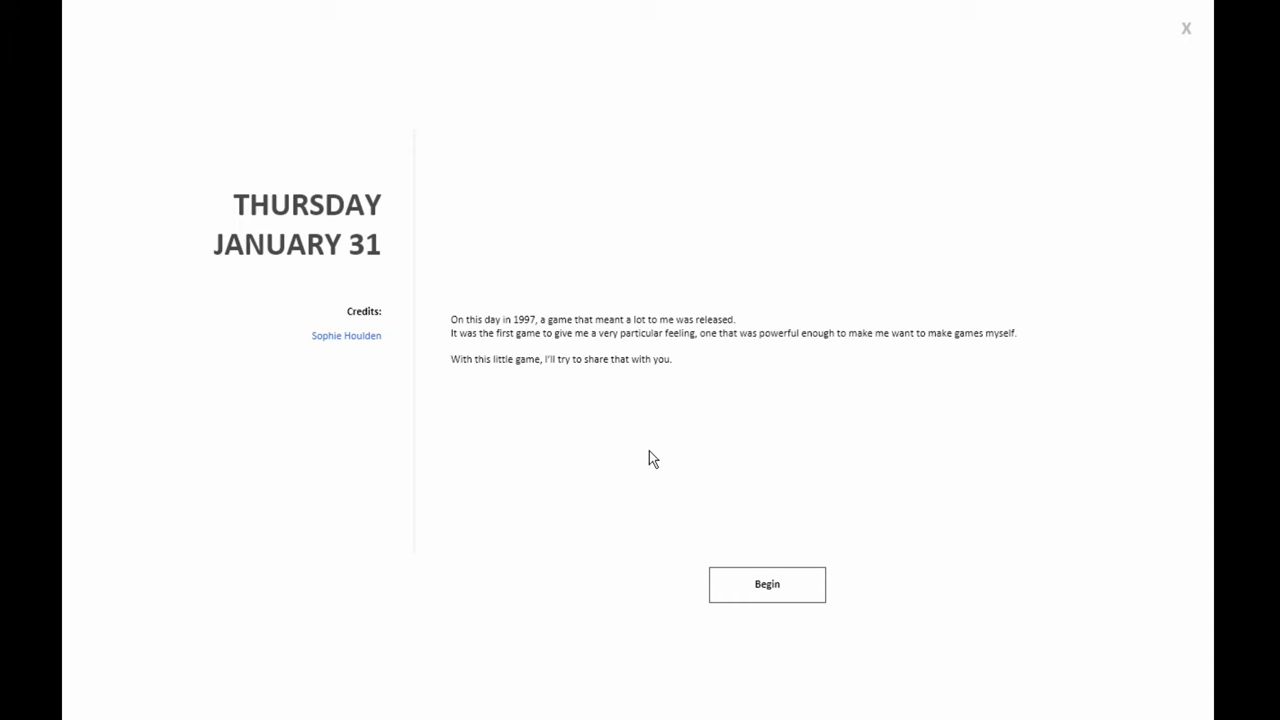 X
THURSDAY
JANUARY 31
Credits:
Sophie Houlden
On this day in 1997, a game that meant a lot to me was released.
It was the first game to give me a very particular feeling, one that was powerful enough to make me want to make games myself.
With this little game, I'll try to share that with you.
Begin